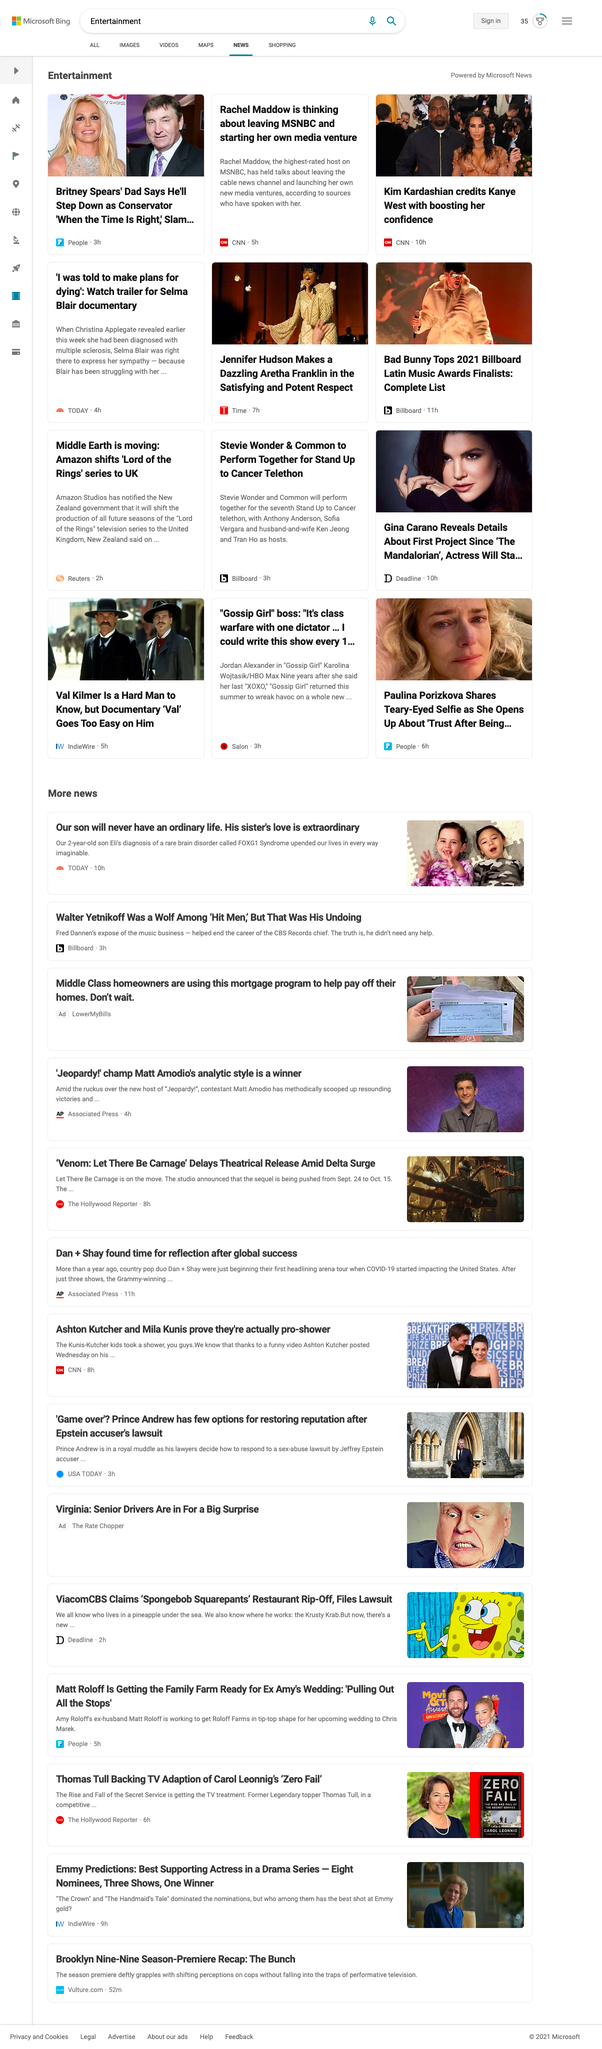 Microsoft Bing
Entertainment
Sign in
35
ALL
IMAGES
VIDEOS
MAPS
NEWS
SHOPPING
Entertainment
Powered by Microsoft News
Britney Spears' Dad Says He'll
Step Down as Conservator
'When the Time Is Right,' Slam...
People · 3h
Rachel Maddow is thinking
about leaving MSNBC and
starting her own media venture
Rachel Maddow, the highest-rated host on
MSNBC, has held talks about leaving the
cable news channel and launching her own
new media ventures, according to sources
who have spoken with her.
CNN · 5h
Kim Kardashian credits Kanye
West with boosting her
confidence
CNN · 10h
'I was told to make plans for
dying': Watch trailer for Selma
Blair documentary
When Christina Applegate revealed earlier
this week she had been diagnosed with
multiple sclerosis, Selma Blair was right
there to express her sympathy — because
Blair has been struggling with her ...
TODAY · 4h
Jennifer Hudson Makes a
Dazzling Aretha Franklin in the
Satisfying and Potent Respect
Time · 7h
Bad Bunny Tops 2021 Billboard
Latin Music Awards Finalists:
Complete List
Billboard · 11h
Middle Earth is moving:
Amazon shifts 'Lord of the
Rings' series to UK
Amazon Studios has notified the New
Zealand government that it will shift the
production of all future seasons of the "Lord
of the Rings" television series to the United
Kingdom, New Zealand said on ...
Reuters · 2h
Stevie Wonder & Common to
Perform Together for Stand Up
to Cancer Telethon
Stevie Wonder and Common will perform
together for the seventh Stand Up to Cancer
telethon, with Anthony Anderson, Sofia
Vergara and husband-and-wife Ken Jeong
and Tran Ho as hosts.
Billboard · 3h
Gina Carano Reveals Details
About First Project Since 'The
Mandalorian', Actress Will Sta...
Deadline · 10h
Val Kilmer Is a Hard Man to
Know, but Documentary 'Val'
Goes Too Easy on Him
IndieWire · 5h
"Gossip Girl" boss: "It's class
warfare with one dictator ... I
could write this show every 1...
Jordan Alexander in "Gossip Girl" Karolina
Wojtasik/HBO Max Nine years after she said
her last "XOXO," "Gossip Girl" returned this
summer to wreak havoc on a whole new ...
Salon · 3h
Paulina Porizkova Shares
Teary-Eyed Selfie as She Opens
Up About 'Trust After Being...
People · 6h
More news
Our son will never have an ordinary life. His sister's love is extraordinary
Our 2-year-old son Eli's diagnosis of a rare brain disorder called FOXG1 Syndrome upended our lives in every way
imaginable.
TODAY · 10h
Walter Yetnikoff Was a Wolf Among 'Hit Men,' But That Was His Undoing
Fred Dannen's expose of the music business — helped end the career of the CBS Records chief. The truth is, he didn't need any help.
Billboard · 3h
Middle Class homeowners are using this mortgage program to help pay off their
homes. Don't wait.
Ad LowerMyBills
'Jeopardy!' champ Matt Amodio's analytic style is a winner
Amid the ruckus over the new host of "Jeopardy!", contestant Matt Amodio has methodically scooped up resounding
victories and ...
AP Associated Press · 4h
'Venom: Let There Be Carnage' Delays Theatrical Release Amid Delta Surge
Let There Be Carnage is on the move. The studio announced that the sequel is being pushed from Sept. 24 to Oct. 15.
The ...
The Hollywood Reporter · 8h
Dan + Shay found time for reflection after global success
More than a year ago, country pop duo Dan + Shay were just beginning their first headlining arena tour when COVID-19 started impacting the United States. After
just three shows, the Grammy-winning ...
AP Associated Press · 11h
Ashton Kutcher and Mila Kunis prove they're actually pro-shower
The Kunis-Kutcher kids took a shower, you guys.We know that thanks to a funny video Ashton Kutcher posted
Wednesday on his ...
CNN · 8h
'Game over'? Prince Andrew has few options for restoring reputation after
Epstein accuser's lawsuit
Prince Andrew is in a royal muddle as his lawyers decide how to respond to a sex-abuse lawsuit by Jeffrey Epstein
accuser ...
USA TODAY · 3h
Virginia: Senior Drivers Are in For a Big Surprise
Ad The Rate Chopper
ViacomCBS Claims 'Spongebob Squarepants' Restaurant Rip-Off, Files Lawsuit
We all know who lives in a pineapple under the sea. We also know where he works: the Krusty Krab.But now, there's a
new ...
Deadline · 2h
Matt Roloff Is Getting the Family Farm Ready for Ex Amy's Wedding: 'Pulling Out
All the Stops'
Amy Roloff's ex-husband Matt Roloff is working to get Roloff Farms in tip-top shape for her upcoming wedding to Chris
Marek.
People · 5h
Thomas Tull Backing TV Adaption of Carol Leonnig's 'Zero Fail'
The Rise and Fall of the Secret Service is getting the TV treatment. Former Legendary topper Thomas Tull, in a
competitive ...
The Hollywood Reporter · 6h
ZERO
FAIL
CAROL LEONNIG
Emmy Predictions: Best Supporting Actress in a Drama Series — Eight
Nominees, Three Shows, One Winner
"The Crown" and "The Handmaid's Tale" dominated the nominations, but who among them has the best shot at Emmy
gold?
IndieWire · 9h
Brooklyn Nine-Nine Season-Premiere Recap: The Bunch
The season premiere deftly grapples with shifting perceptions on cops without falling into the traps of performative television.
Vulture.com · 52m
Privacy and Cookies
Legal
Advertise
About our ads
Help
Feedback
© 2021 Microsoft